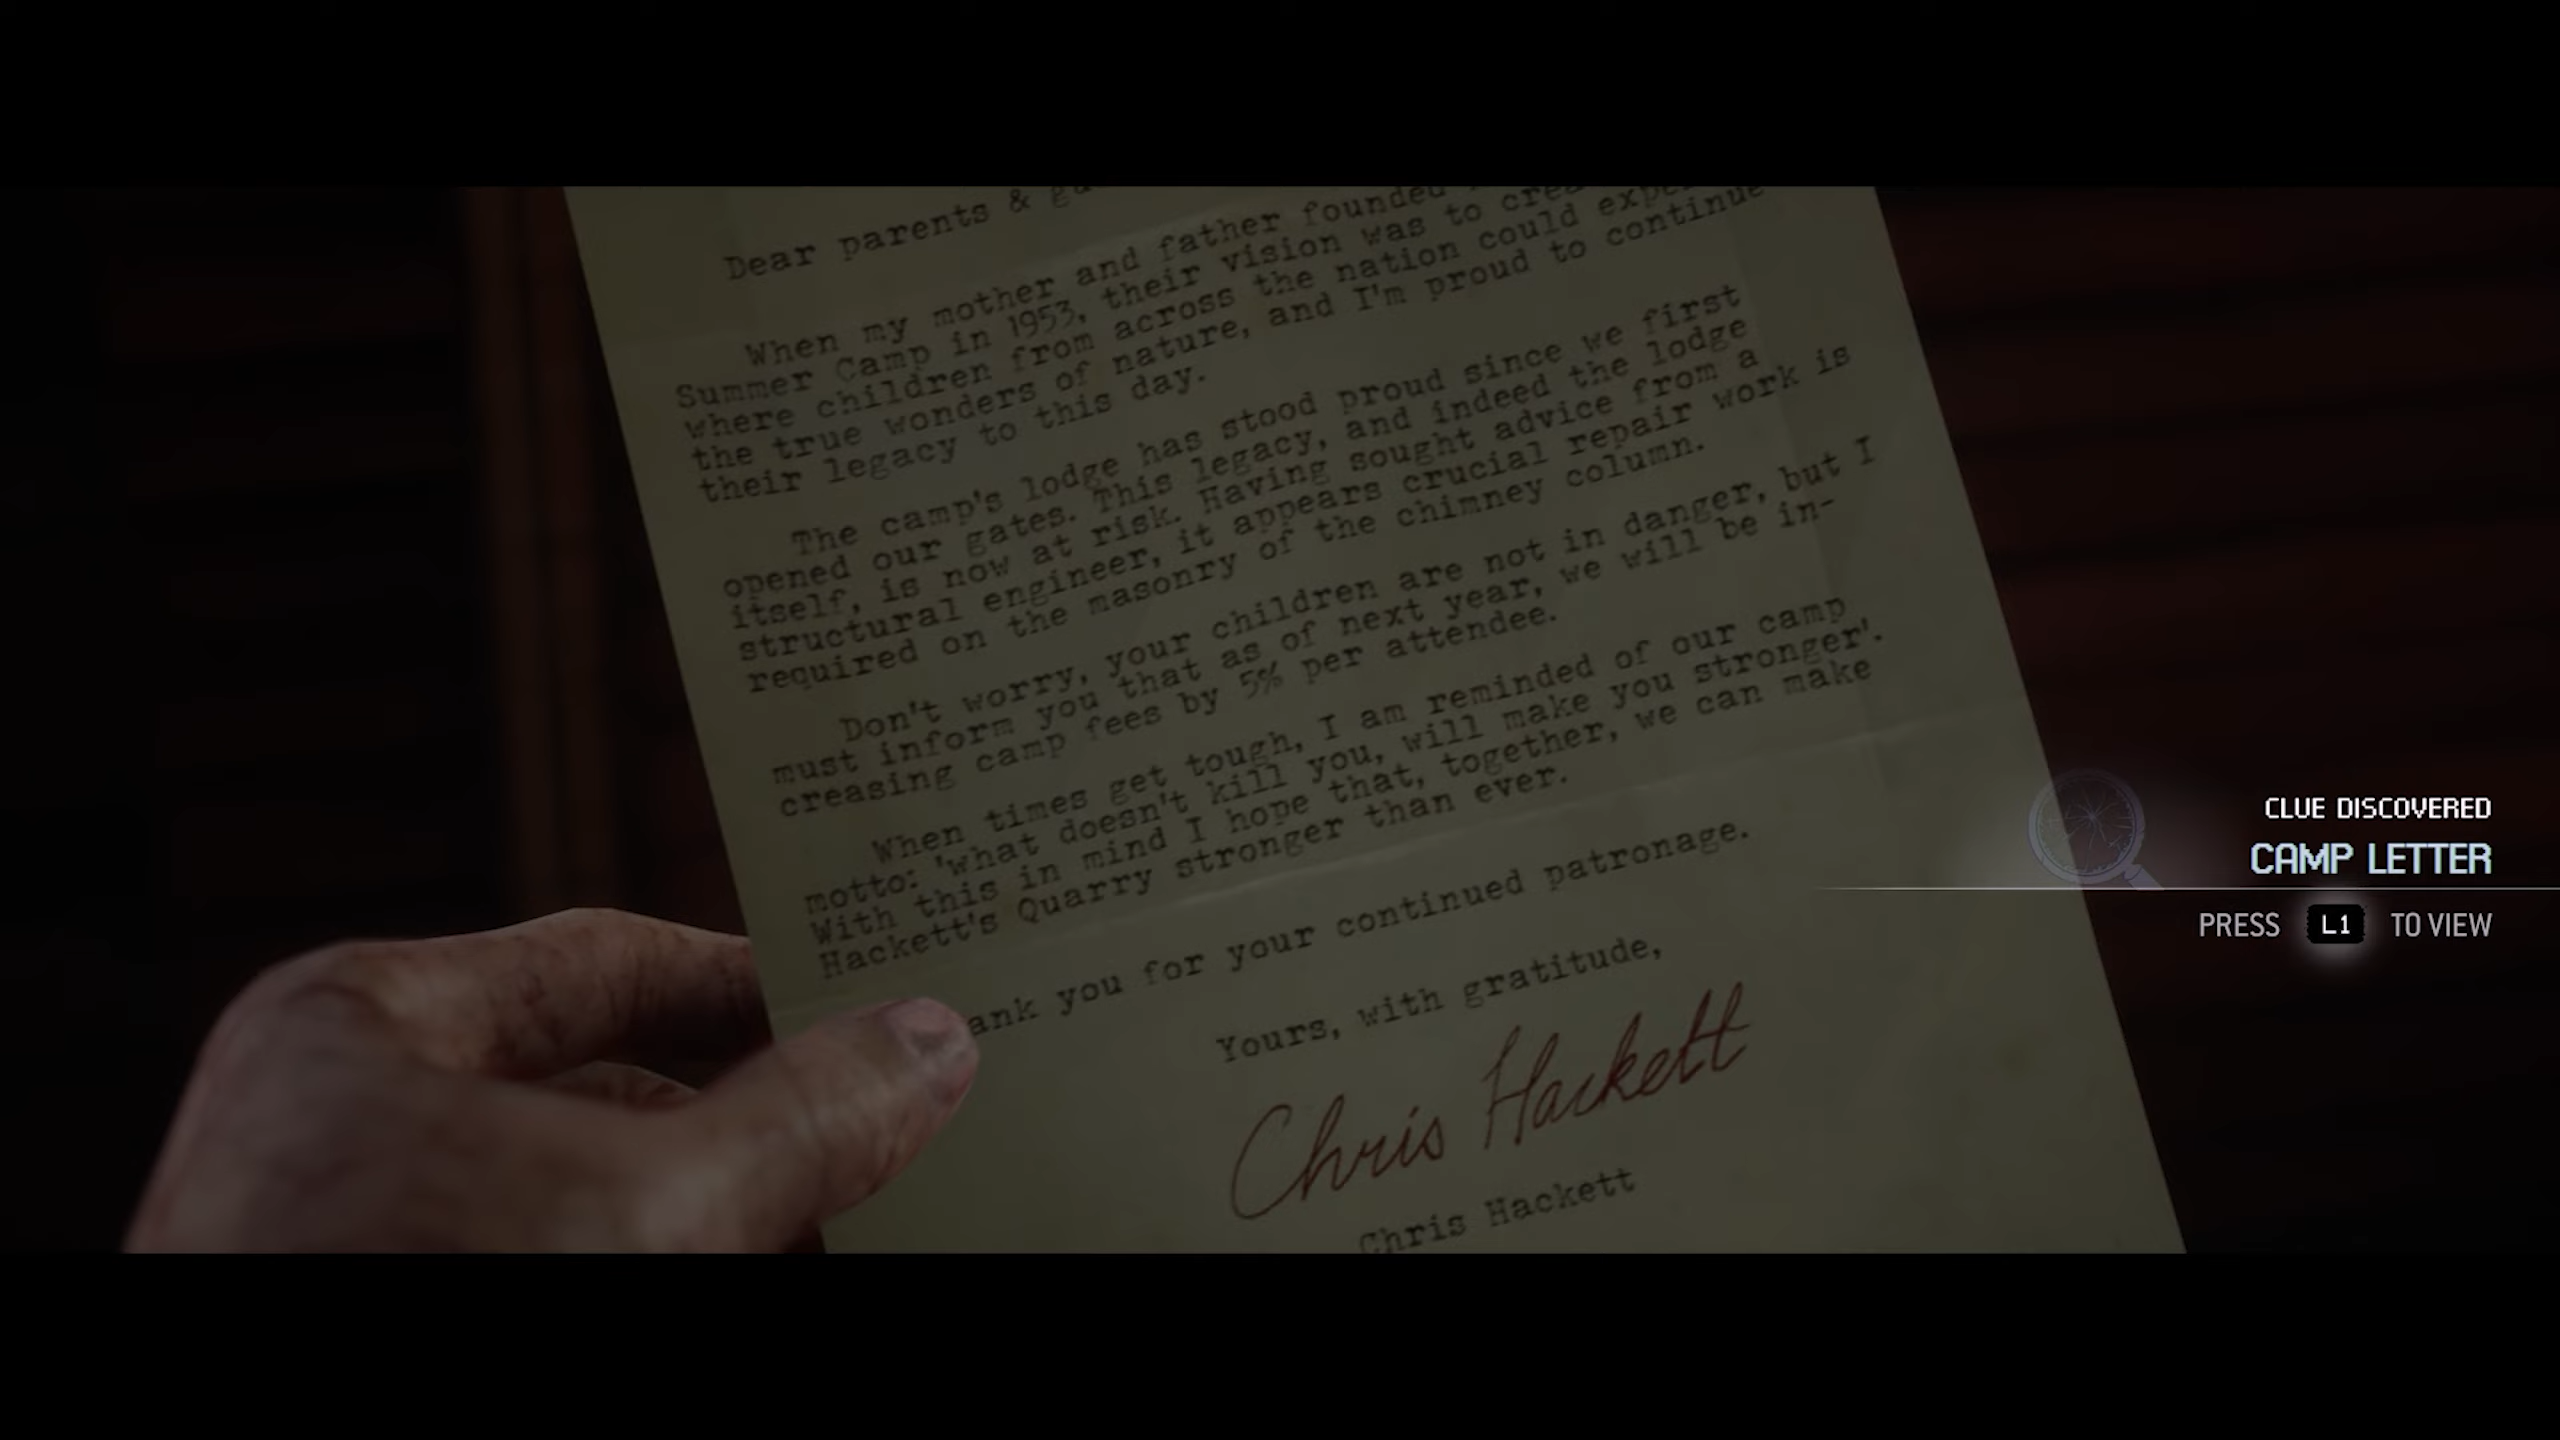 Dear parents &
When my mother and father founded
Summer Camp in 1953, their vision was to
where children from across the nation could
the true wonders of nature, and I'm proud to continue
their legacy to this day.
The camp's lodge has stood proud since we first
opened our gates. This legacy, and indeed the lodge
itself, is now at risk. Having sought advice from a
structural engineer, it appears crucial repair work is
required on the masonry of the chimney column.
Don't worry, your children are not in danger, but I
must inform you that as of next year, we will be in-
creasing camp fees by 5% per attendee.
When times get tough, I am reminded of our camp
motto: 'what doesn't kill you, will make you stronger'.
With this in mind I hope that, together, we can make
Hackett's Quarry stronger than ever.
ank you for your continued patronage.
Yours, with gratitude,
Chris Hackett
Chris Hackett
CLUE DISCOVERED
CAMP LETTER
PRESS L1 TO VIEW